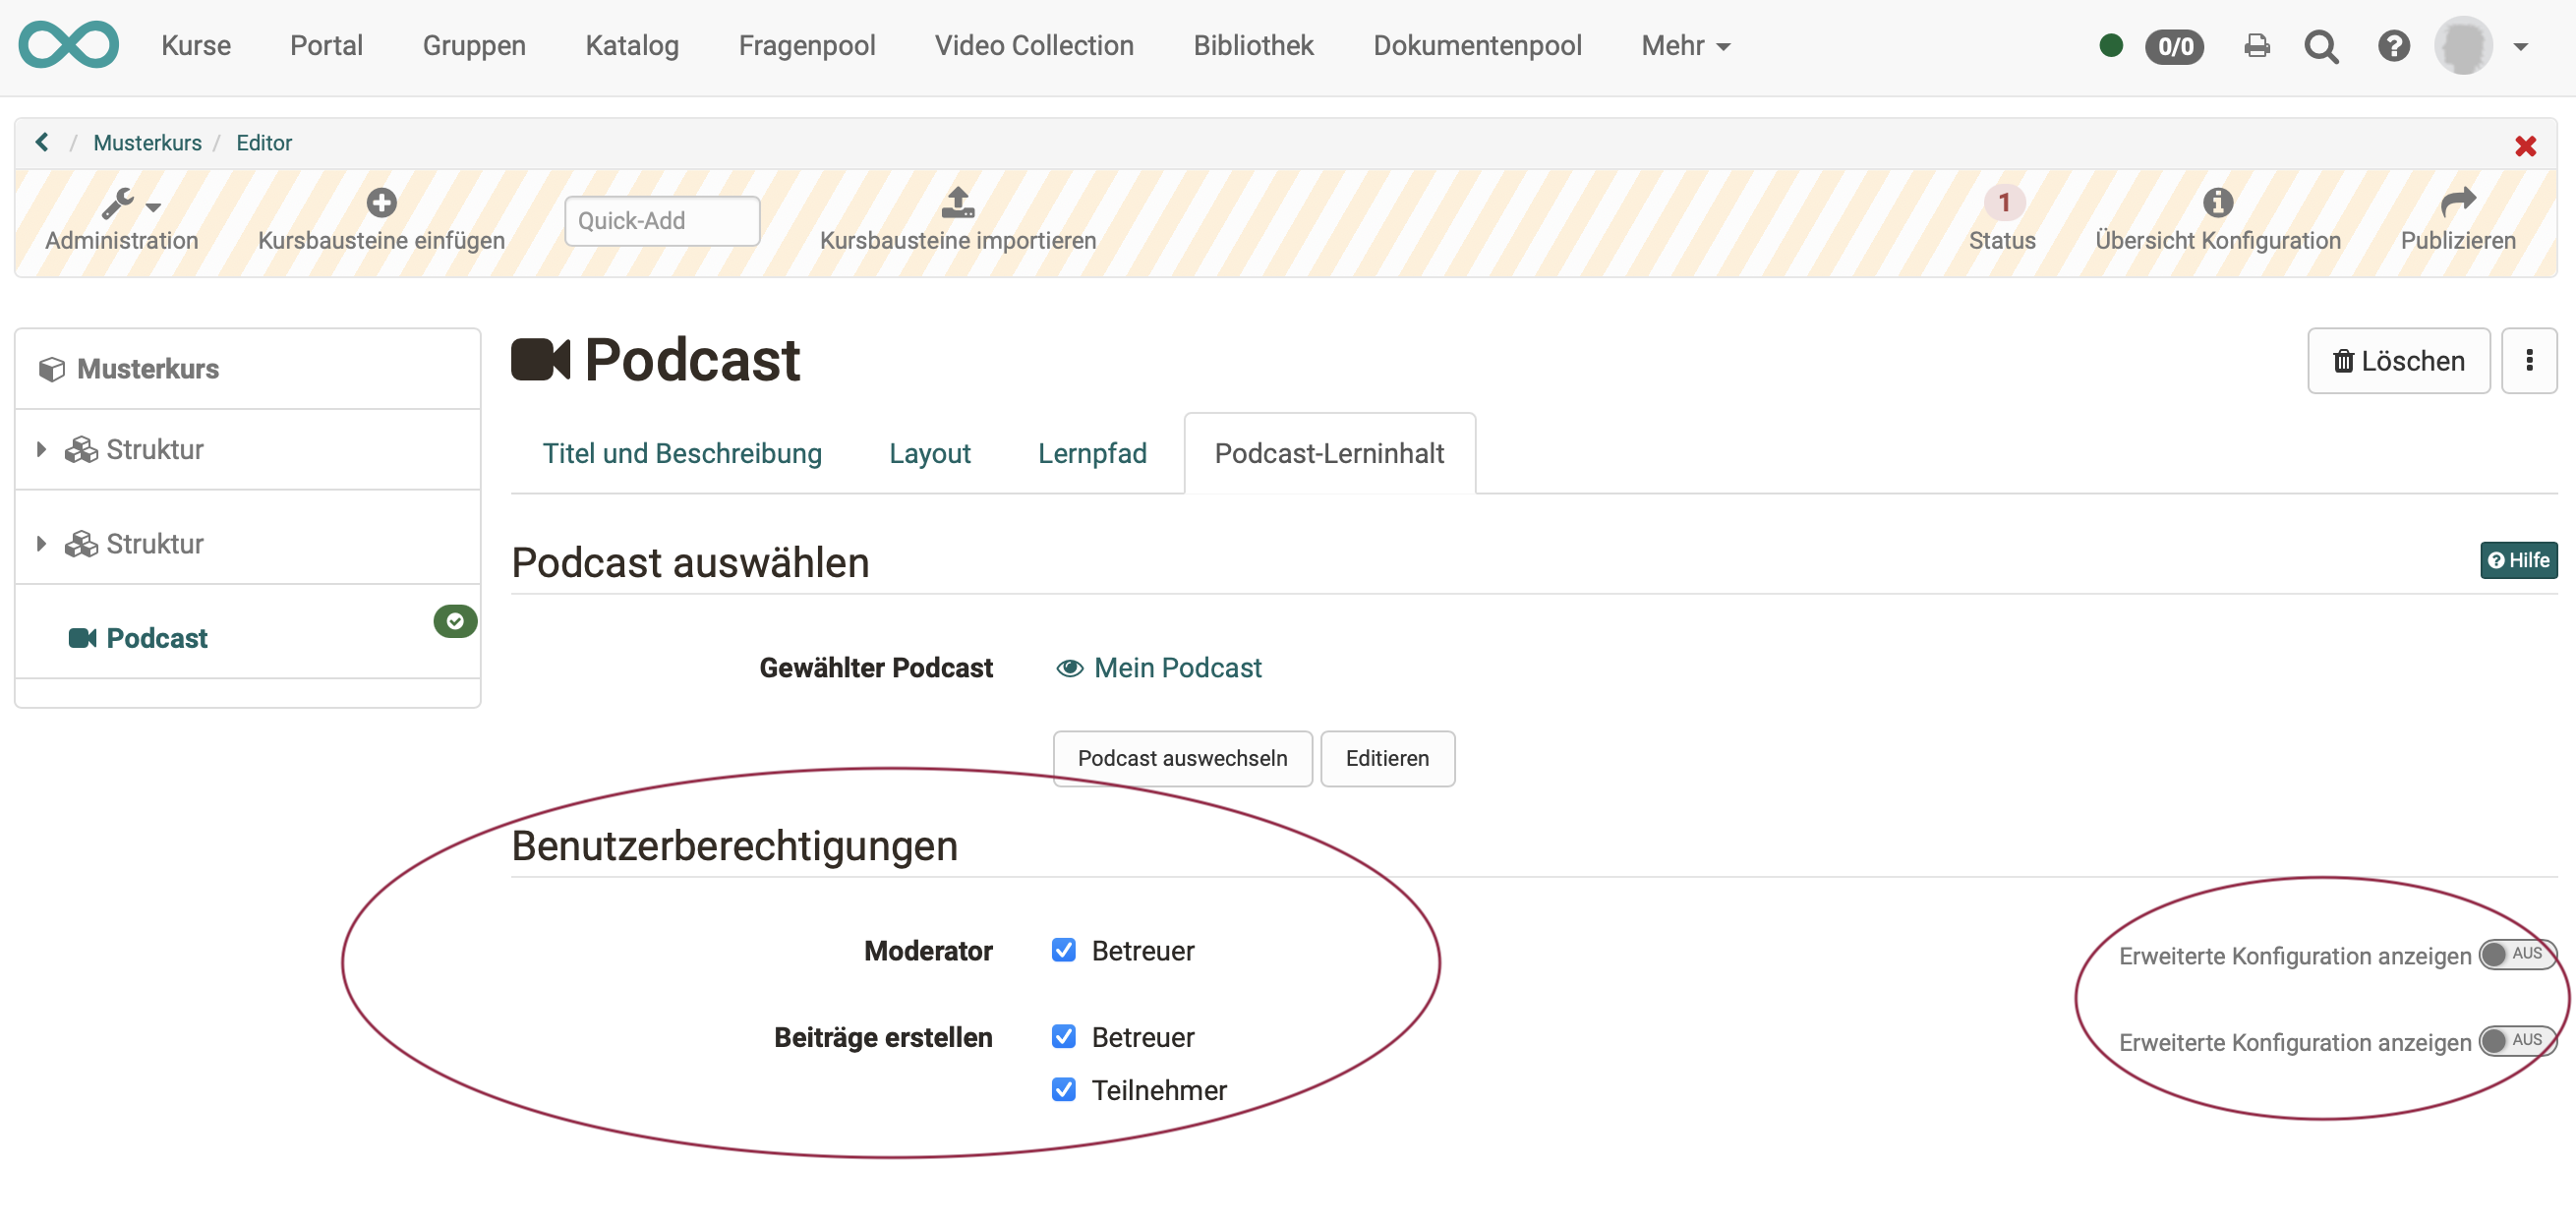 Kurse Portal Gruppen Katalog Fragenpool Video Collection Bibliothek Dokumentenpool Mehr 0/0
/ Musterkurs / Editor
Administration Kursbausteine einfügen Quick-Add Kursbausteine importieren 1 Status Übersicht Konfiguration Publizieren
Musterkurs
Struktur
Struktur
Podcast
Podcast Löschen
Titel und Beschreibung Layout Lernpfad Podcast-Lerninhalt
Podcast auswählen Hilfe
Gewählter Podcast Mein Podcast
Podcast auswechseln Editieren
Benutzerberechtigungen
Moderator Betreuer Erweiterte Konfiguration anzeigen AUS
Beiträge erstellen Betreuer Erweiterte Konfiguration anzeigen AUS
Teilnehmer